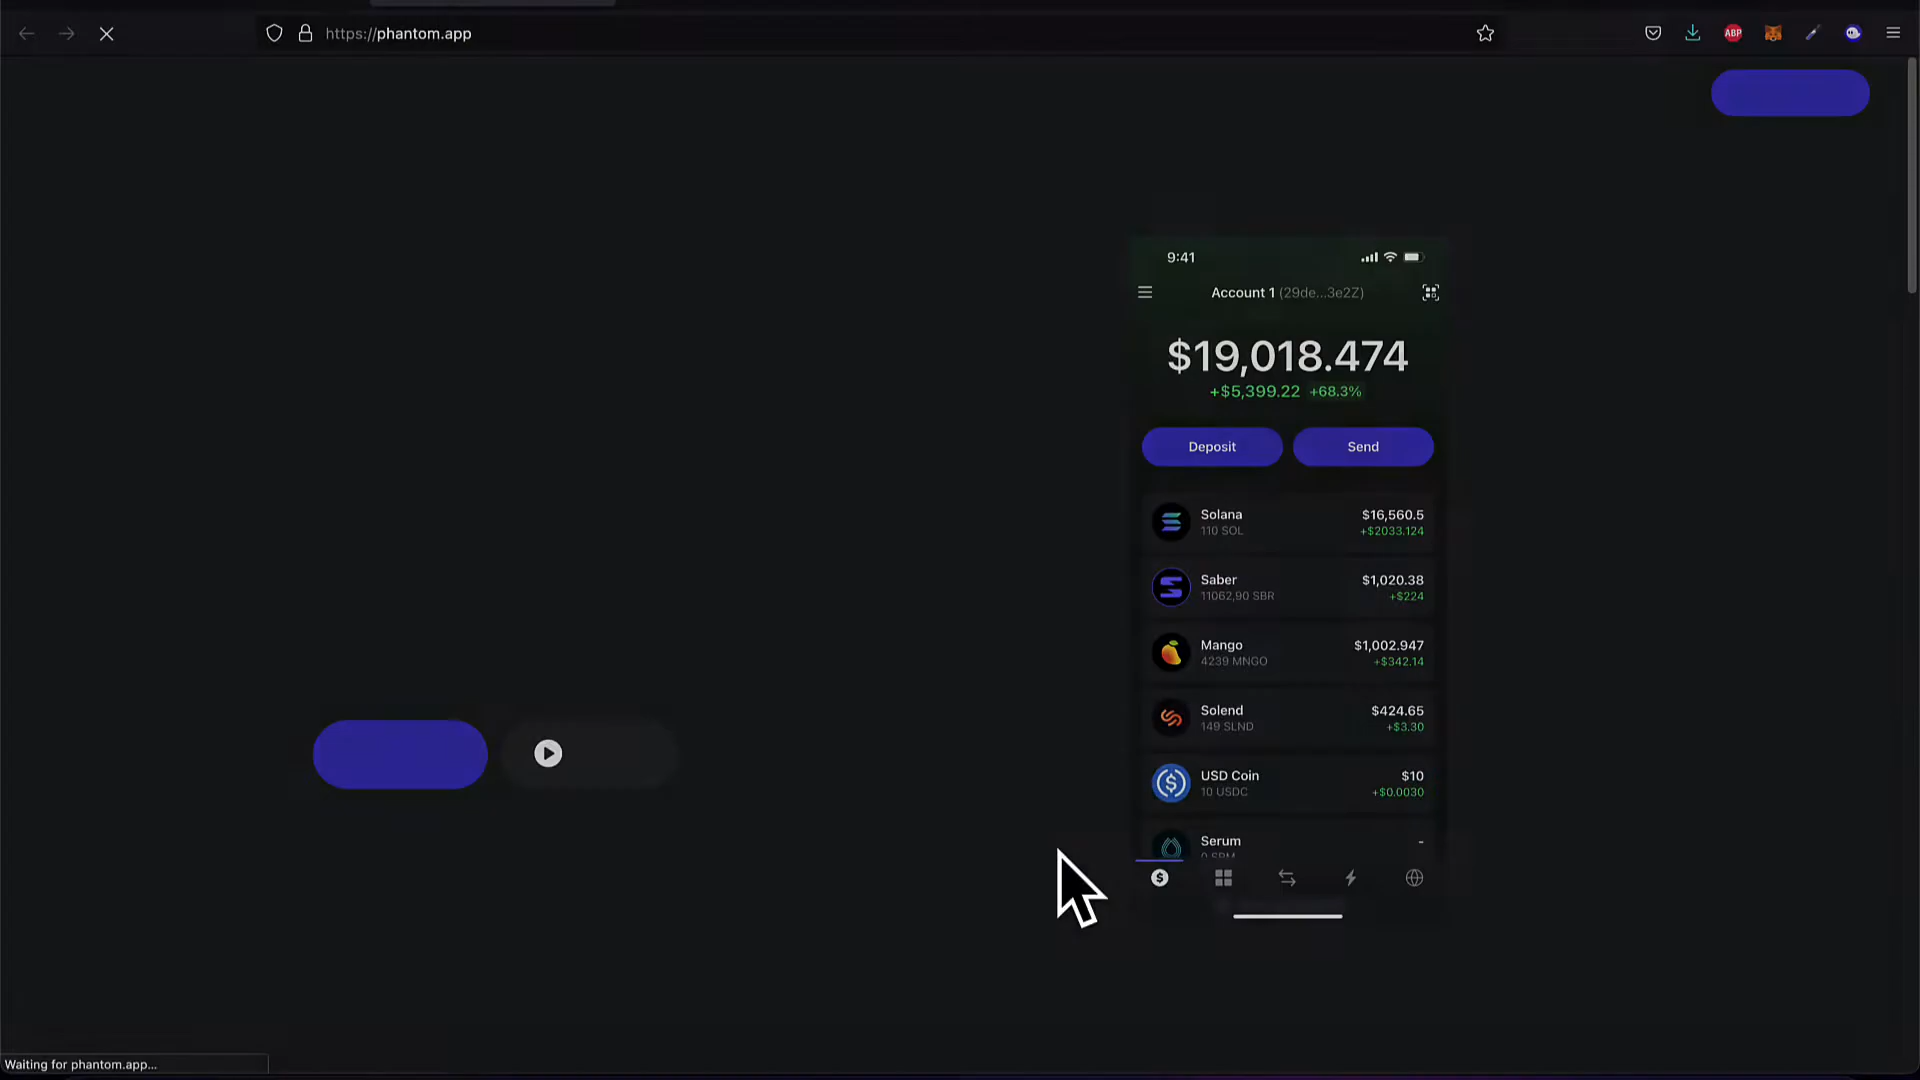 https://phantom.app
ABP
9:41
Account 1 (29de...3e2Z)
$19,018.474
+$5,399.22 +68.3%
Deposit Send
Solana $16,560.5
110 SOL +$2033.124
Saber $1,020.38
11062,90 SBR +$224
Mango $1,002.947
4239 MNGO +$342.14
Solend $424.65
149 SLND +$3.30
USD Coin $10
10 USDC +$0.0030
Serum -
0 SRM
Waiting for phantom.app...